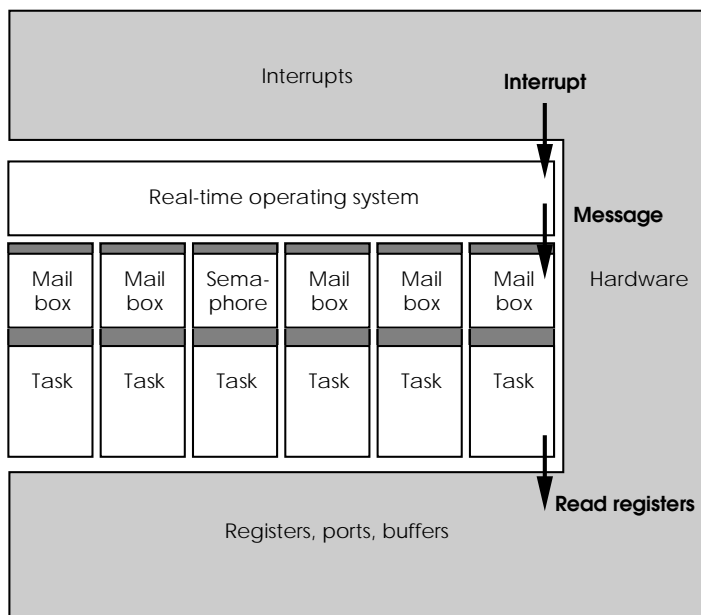 Interrupts
Interrupt
Real-time operating system
Message
Mail
box
Mail
box
Sema-
phore
Mail
box
Mail
box
Mail
box
Hardware
Task
Task
Task
Task
Task
Task
Read registers
Registers, ports, buffers